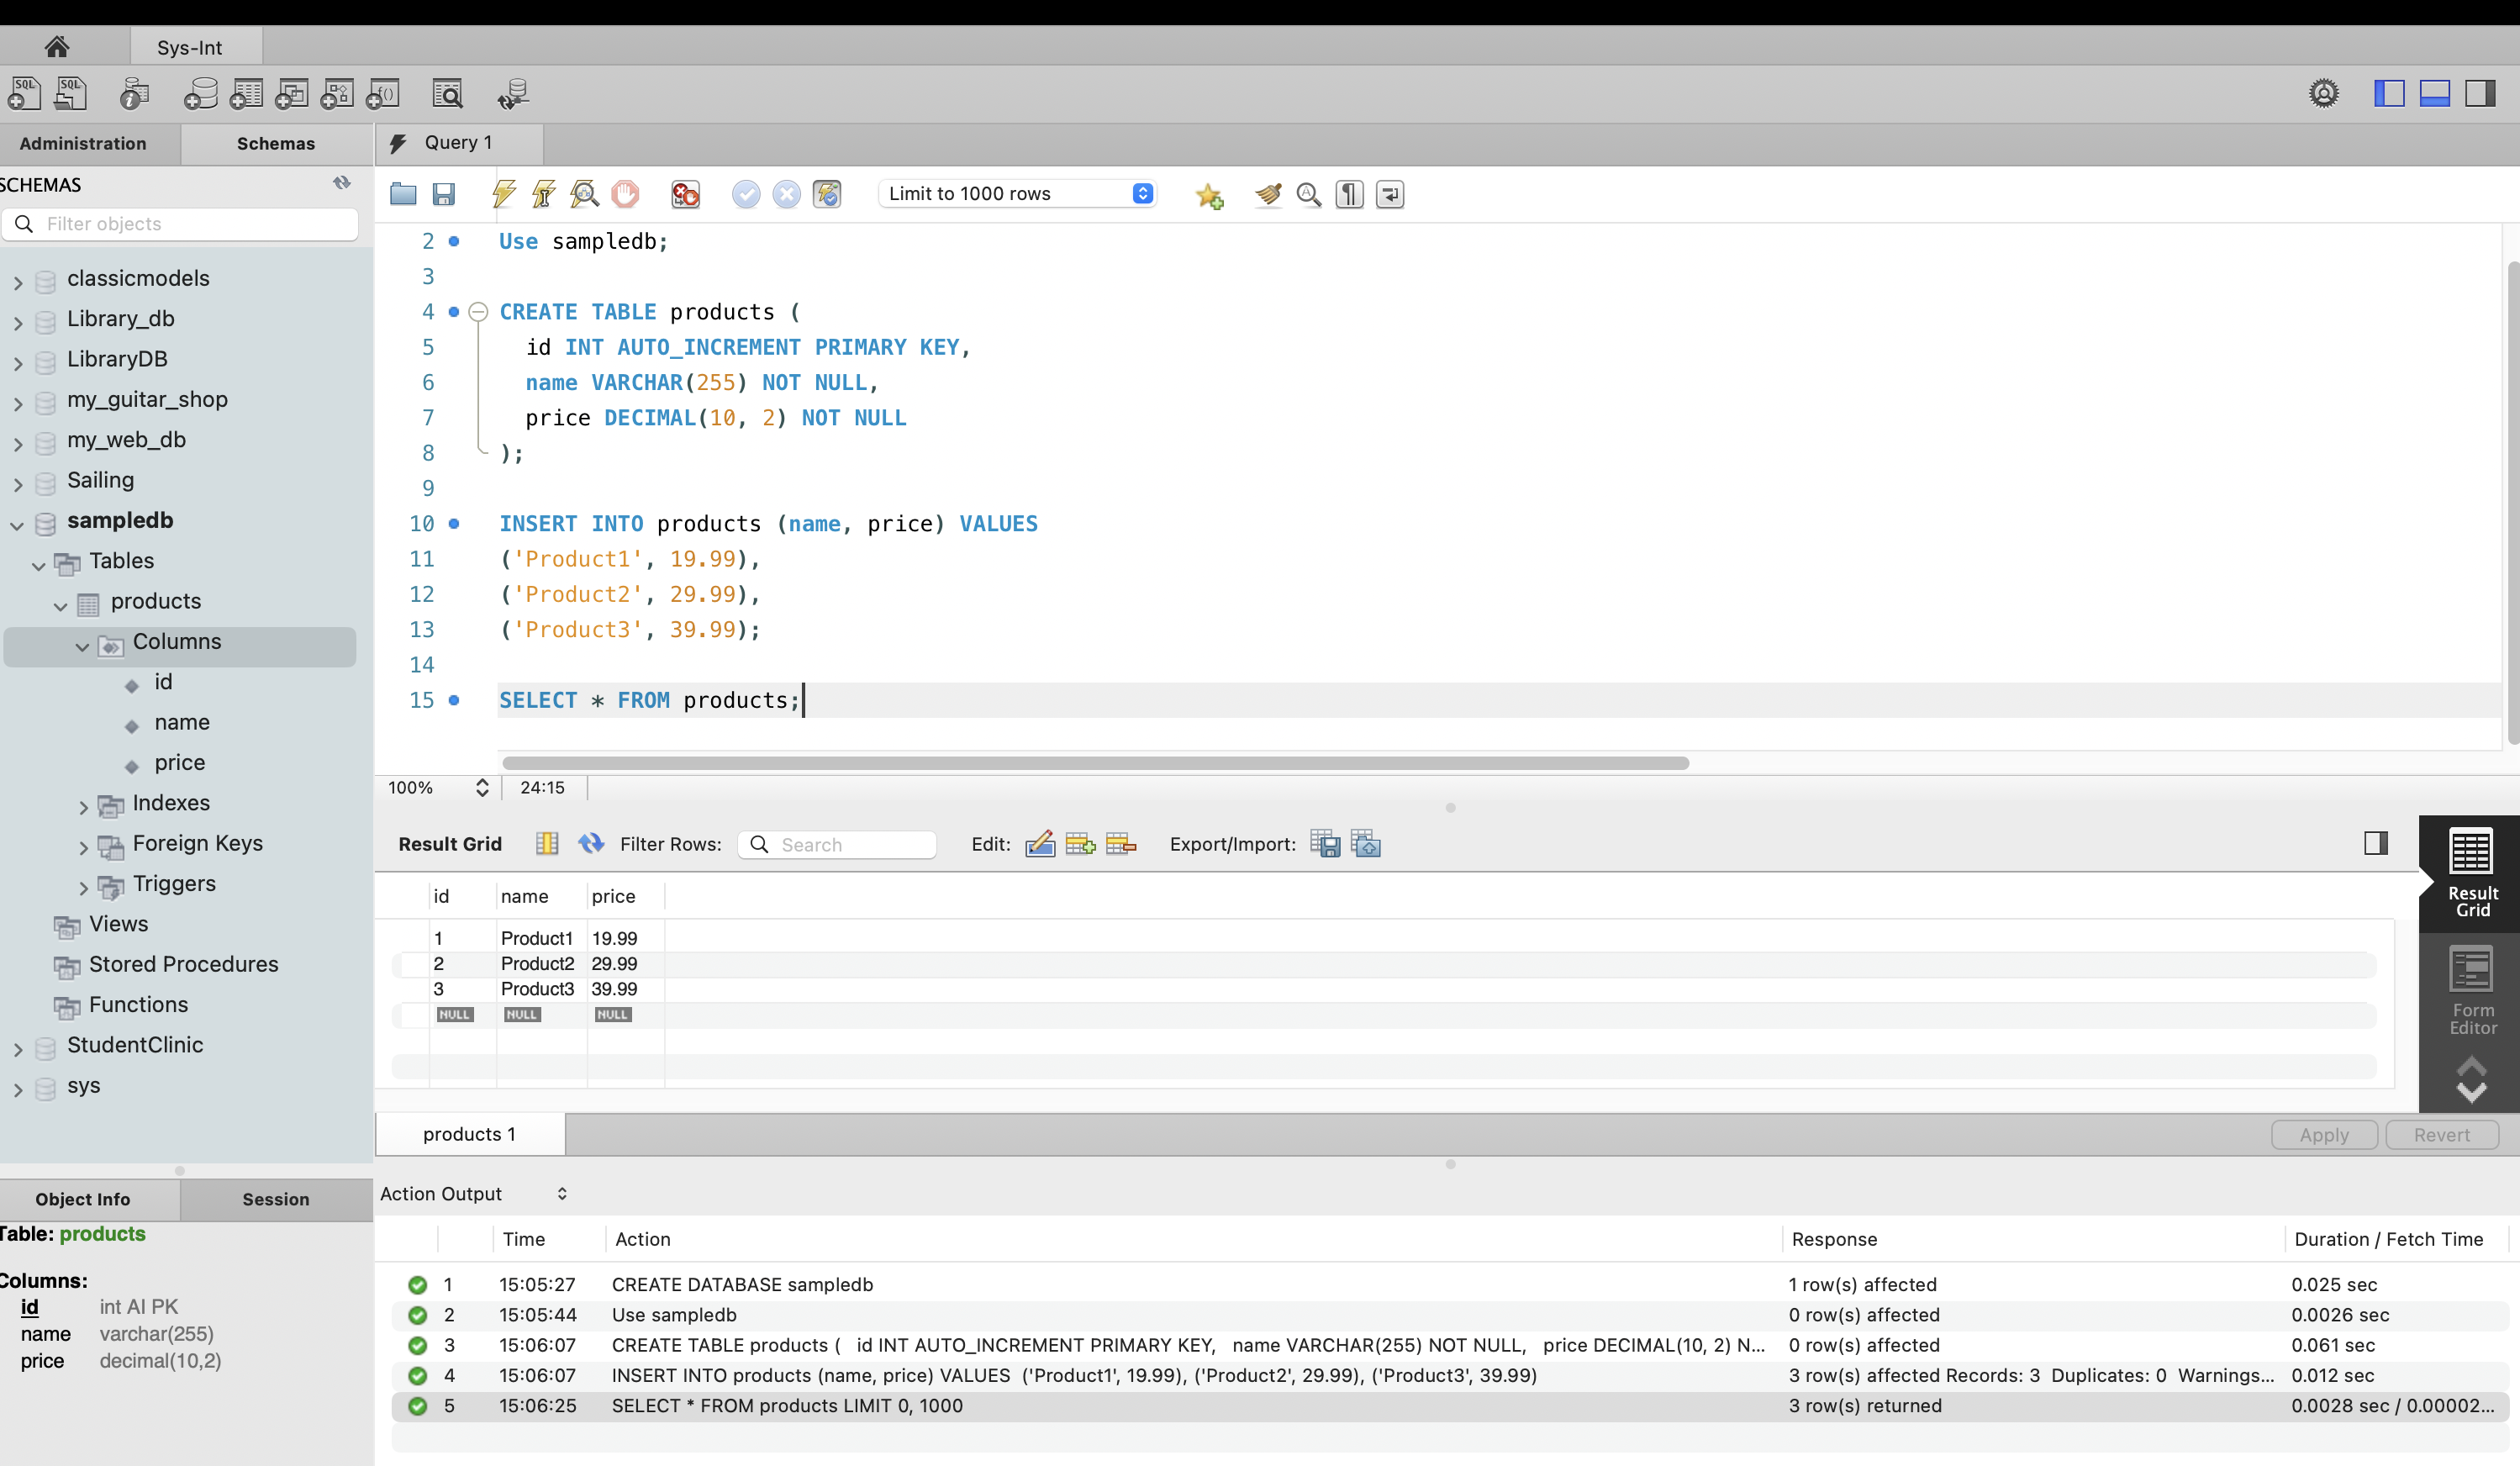 Sys-Int
Administration
Schemas
Query 1
SCHEMAS
Filter objects
classicmodels
Library_db
LibraryDB
my_guitar_shop
my_web_db
Sailing
sampledb
Tables
products
Columns
id
name
price
Indexes
Foreign Keys
Triggers
Views
Stored Procedures
Functions
StudentClinic
sys
Limit to 1000 rows
2 Use sampledb;
3
4 CREATE TABLE products (
5 id INT AUTO_INCREMENT PRIMARY KEY,
6 name VARCHAR(255) NOT NULL,
7 price DECIMAL(10, 2) NOT NULL
8 );
9
10 INSERT INTO products (name, price) VALUES
11 ('Product1', 19.99),
12 ('Product2', 29.99),
13 ('Product3', 39.99);
14
15 SELECT * FROM products;
100% 24:15
Result Grid Filter Rows: Search Edit: Export/Import:
id name price
1 Product1 19.99
2 Product2 29.99
3 Product3 39.99
NULL NULL NULL
Result
Grid
Form
Editor
products 1
Apply Revert
Object Info Session
Table: products
Columns:
id int AI PK
name varchar(255)
price decimal(10,2)
Action Output
Time Action Response Duration / Fetch Time
1 15:05:27 CREATE DATABASE sampledb 1 row(s) affected 0.025 sec
2 15:05:44 Use sampledb 0 row(s) affected 0.0026 sec
3 15:06:07 CREATE TABLE products ( id INT AUTO_INCREMENT PRIMARY KEY, name VARCHAR(255) NOT NULL, price DECIMAL(10, 2) N... 0 row(s) affected 0.061 sec
4 15:06:07 INSERT INTO products (name, price) VALUES ('Product1', 19.99), ('Product2', 29.99), ('Product3', 39.99) 3 row(s) affected Records: 3 Duplicates: 0 Warnings... 0.012 sec
5 15:06:25 SELECT * FROM products LIMIT 0, 1000 3 row(s) returned 0.0028 sec / 0.00002...